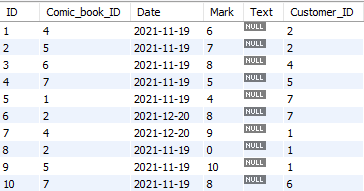 ID Comic_book_ID Date Mark Text Customer_ID
1 4 2021-11-19 6 NULL 2
2 5 2021-11-19 7 NULL 2
3 6 2021-11-19 8 NULL 4
4 7 2021-11-19 5 NULL 5
5 1 2021-11-19 4 NULL 7
6 2 2021-12-20 8 NULL 7
7 4 2021-12-20 9 NULL 1
8 2 2021-11-19 0 NULL 1
9 5 2021-11-19 10 NULL 1
10 7 2021-11-19 8 NULL 6